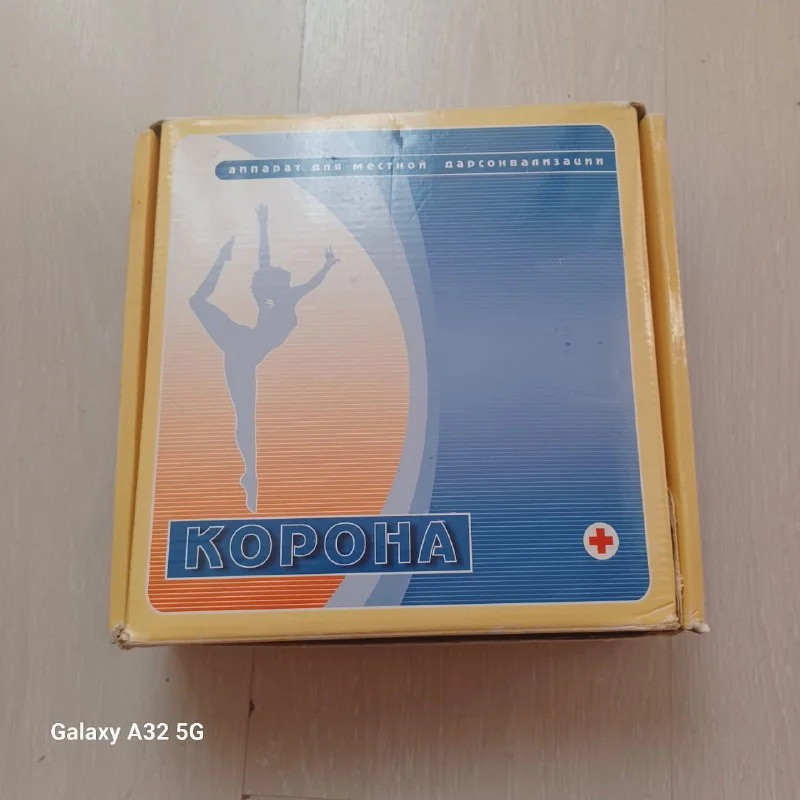 аппарат для местной дарсонвализации
КОРОНА
Galaxy A32 5G